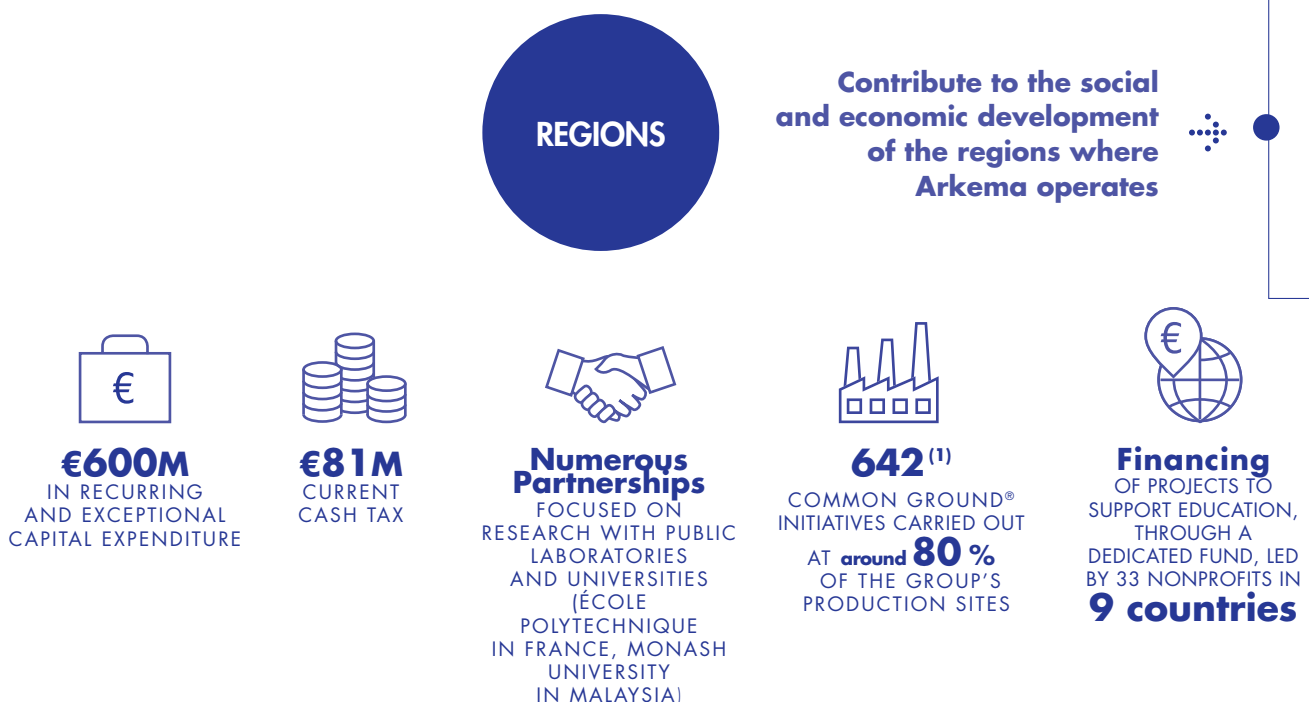 REGIONS
Contribute to the social
and economic development
of the regions where
Arkema operates
€
€600M
IN RECURRING
AND EXCEPTIONAL
CAPITAL EXPENDITURE
€81M
CURRENT
CASH TAX
Numerous
Partnerships
FOCUSED ON
RESEARCH WITH PUBLIC
LABORATORIES
AND UNIVERSITIES
(ÉCOLE
POLYTECHNIQUE
IN FRANCE, MONASH
UNIVERSITY
IN MALAYSIA)
642 (1)
COMMON GROUND®
INITIATIVES CARRIED OUT
AT around 80 %
OF THE GROUP'S
PRODUCTION SITES
€
Financing
OF PROJECTS TO
SUPPORT EDUCATION,
THROUGH A
DEDICATED FUND, LED
BY 33 NONPROFITS IN
9 countries